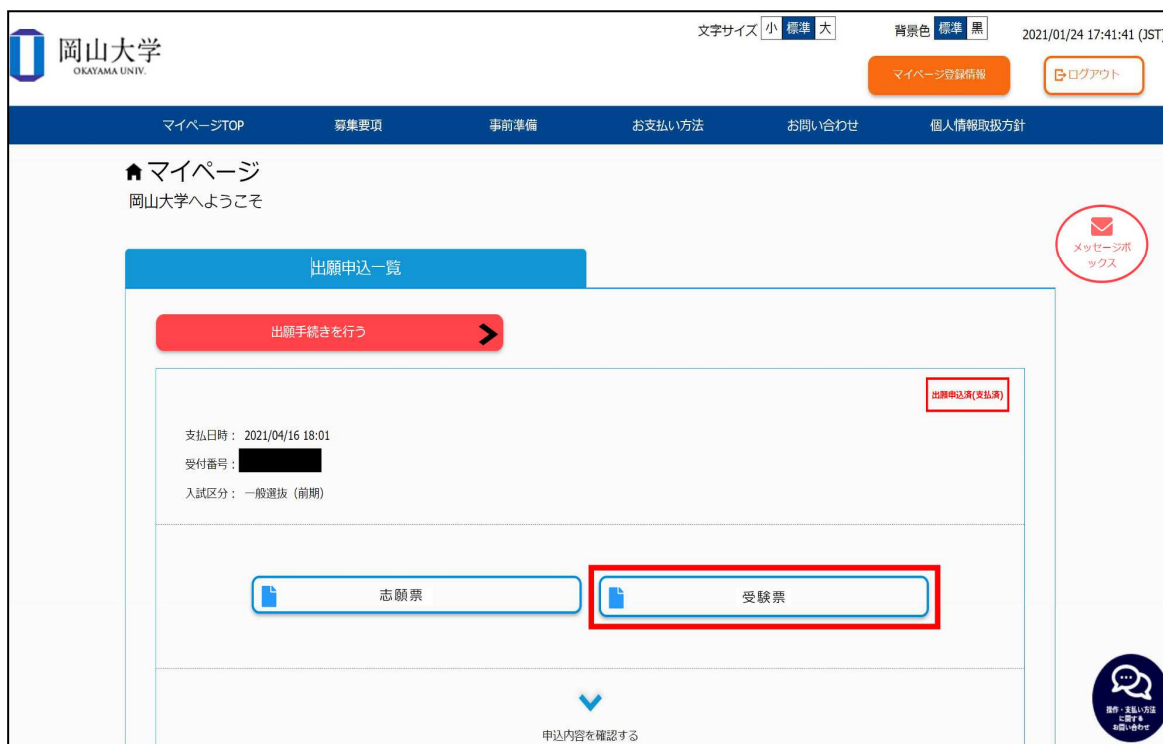 文字サイズ 小 標準 大 背景色 標準 黒 2021/01/24 17:41:41 (JST)
岡山大学
OKAYAMA UNIV.
マイページ登録情報 ログアウト
マイページTOP 募集要項 事前準備 お支払い方法 お問い合わせ 個人情報取扱方針
マイページ
岡山大学へようこそ
メッセージボ
ックス
出願申込一覧
出願手続きを行う
出願申込済(支払済)
支払日時： 2021/04/16 18:01
受付番号：
入試区分： 一般選抜（前期）
志願票 受験票
申込内容を確認する
操作・支払い方法
に関する
お問い合わせ